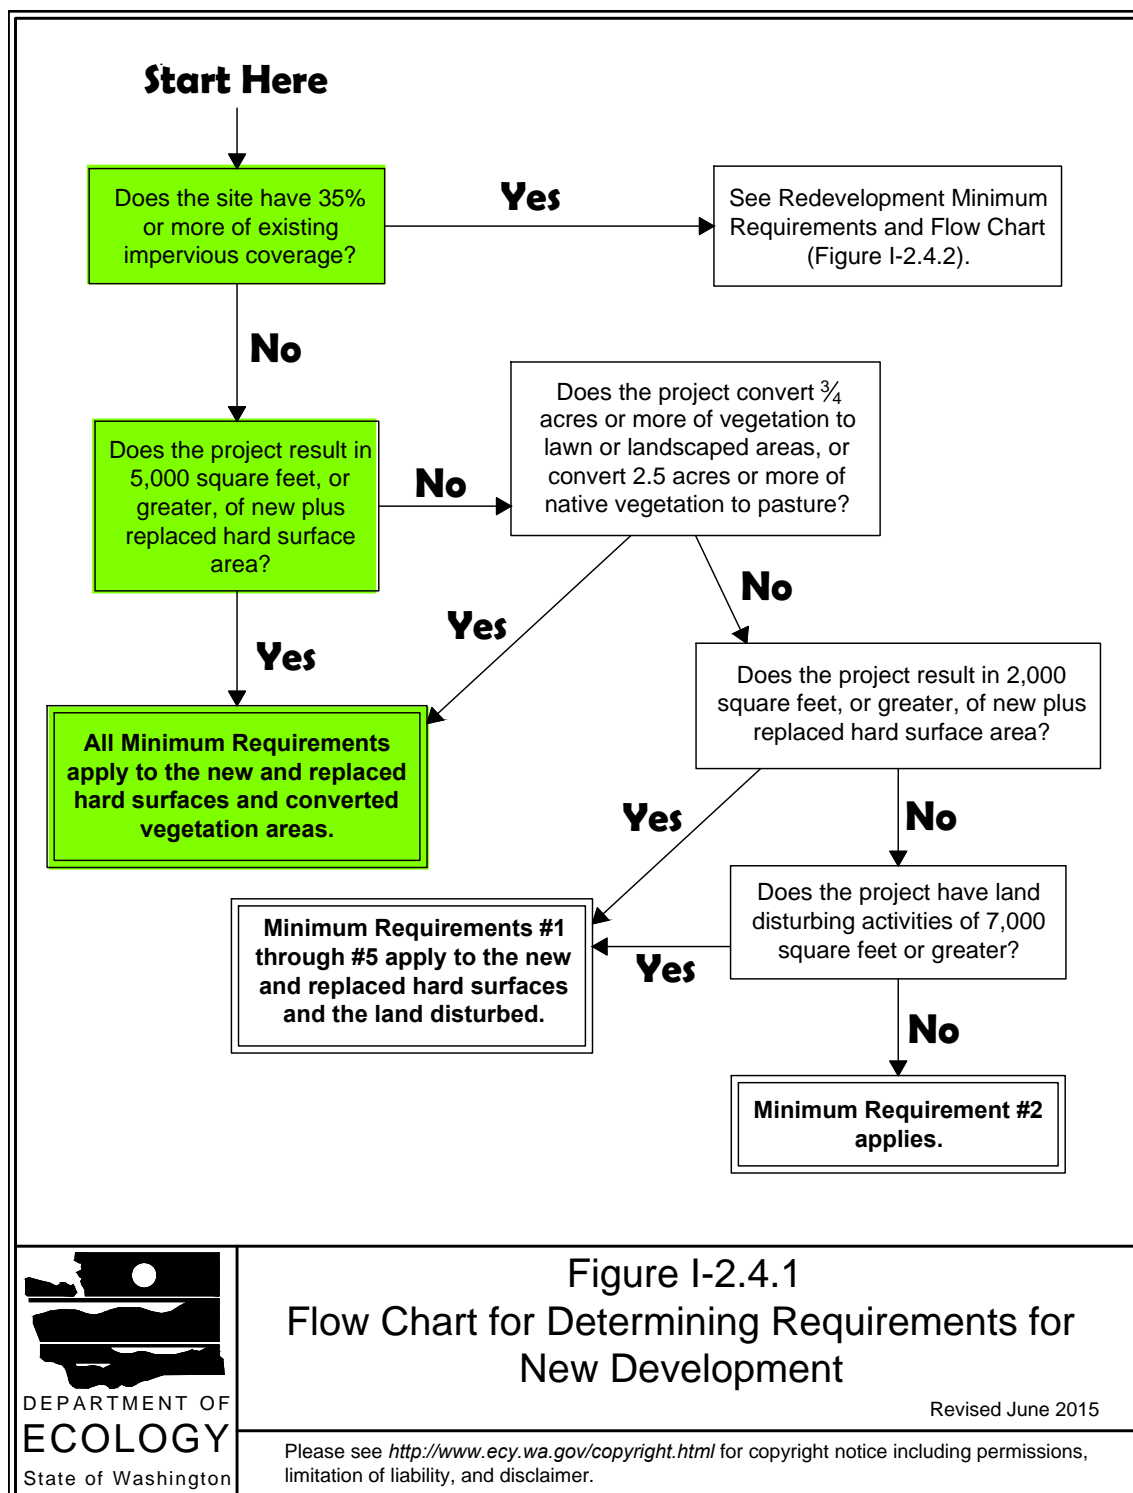 Start Here
Does the site have 35%
or more of existing
impervious coverage?
Yes
See Redevelopment Minimum
Requirements and Flow Chart
(Figure I-2.4.2).
No
Does the project result in
5,000 square feet, or
greater, of new plus
replaced hard surface
area?
No
Does the project convert ¾
acres or more of vegetation to
lawn or landscaped areas, or
convert 2.5 acres or more of
native vegetation to pasture?
Yes
Yes
No
All Minimum Requirements
apply to the new and replaced
hard surfaces and converted
vegetation areas.
Does the project result in 2,000
square feet, or greater, of new plus
replaced hard surface area?
Yes
No
Minimum Requirements #1
through #5 apply to the new
and replaced hard surfaces
and the land disturbed.
Yes
Does the project have land
disturbing activities of 7,000
square feet or greater?
No
Minimum Requirement #2
applies.
DEPARTMENT OF
ECOLOGY
State of Washington
Figure I-2.4.1
Flow Chart for Determining Requirements for
New Development
Revised June 2015
Please see http://www.ecy.wa.gov/copyright.html for copyright notice including permissions,
limitation of liability, and disclaimer.